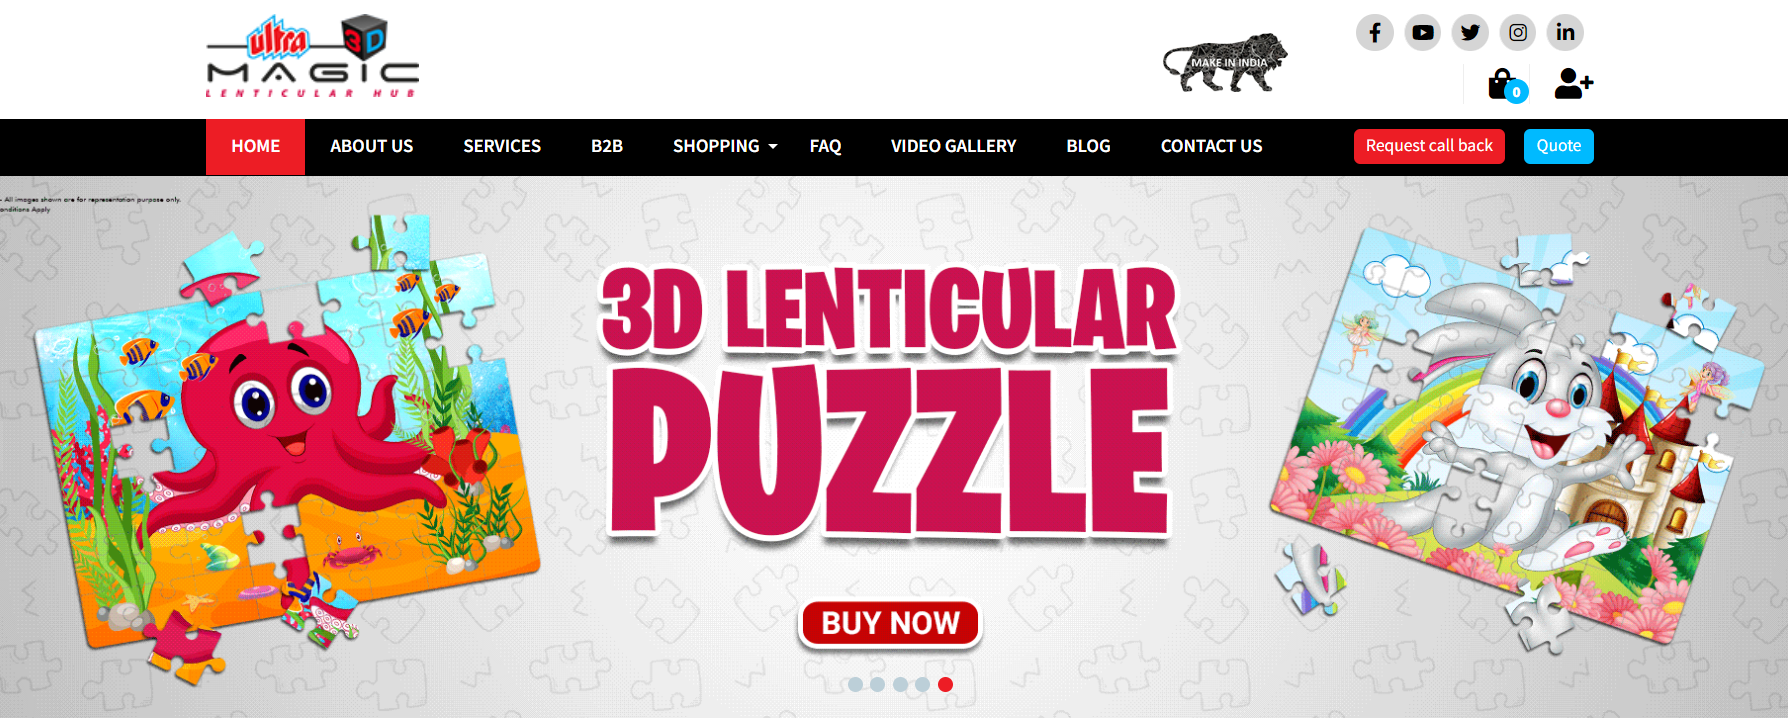 ultra 3D
MAGIC
LENTICULAR HUB
MAKE IN INDIA
0
HOME
ABOUT US
SERVICES
B2B
SHOPPING
FAQ
VIDEO GALLERY
BLOG
CONTACT US
Request call back
Quote
- All images shown are for representation purpose only.
onditions Apply
3D LENTICULAR
PUZZLE
BUY NOW